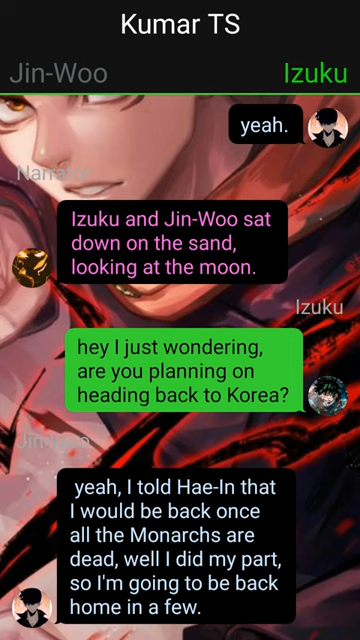 Kumar TS
Jin-Woo
Izuku
yeah.
Narrator
Izuku and Jin-Woo sat
down on the sand,
looking at the moon.
Izuku
hey I just wondering,
are you planning on
heading back to Korea?
Jin-Woo
yeah, I told Hae-In that
I would be back once
all the Monarchs are
dead, well I did my part,
so I'm going to be back
home in a few.